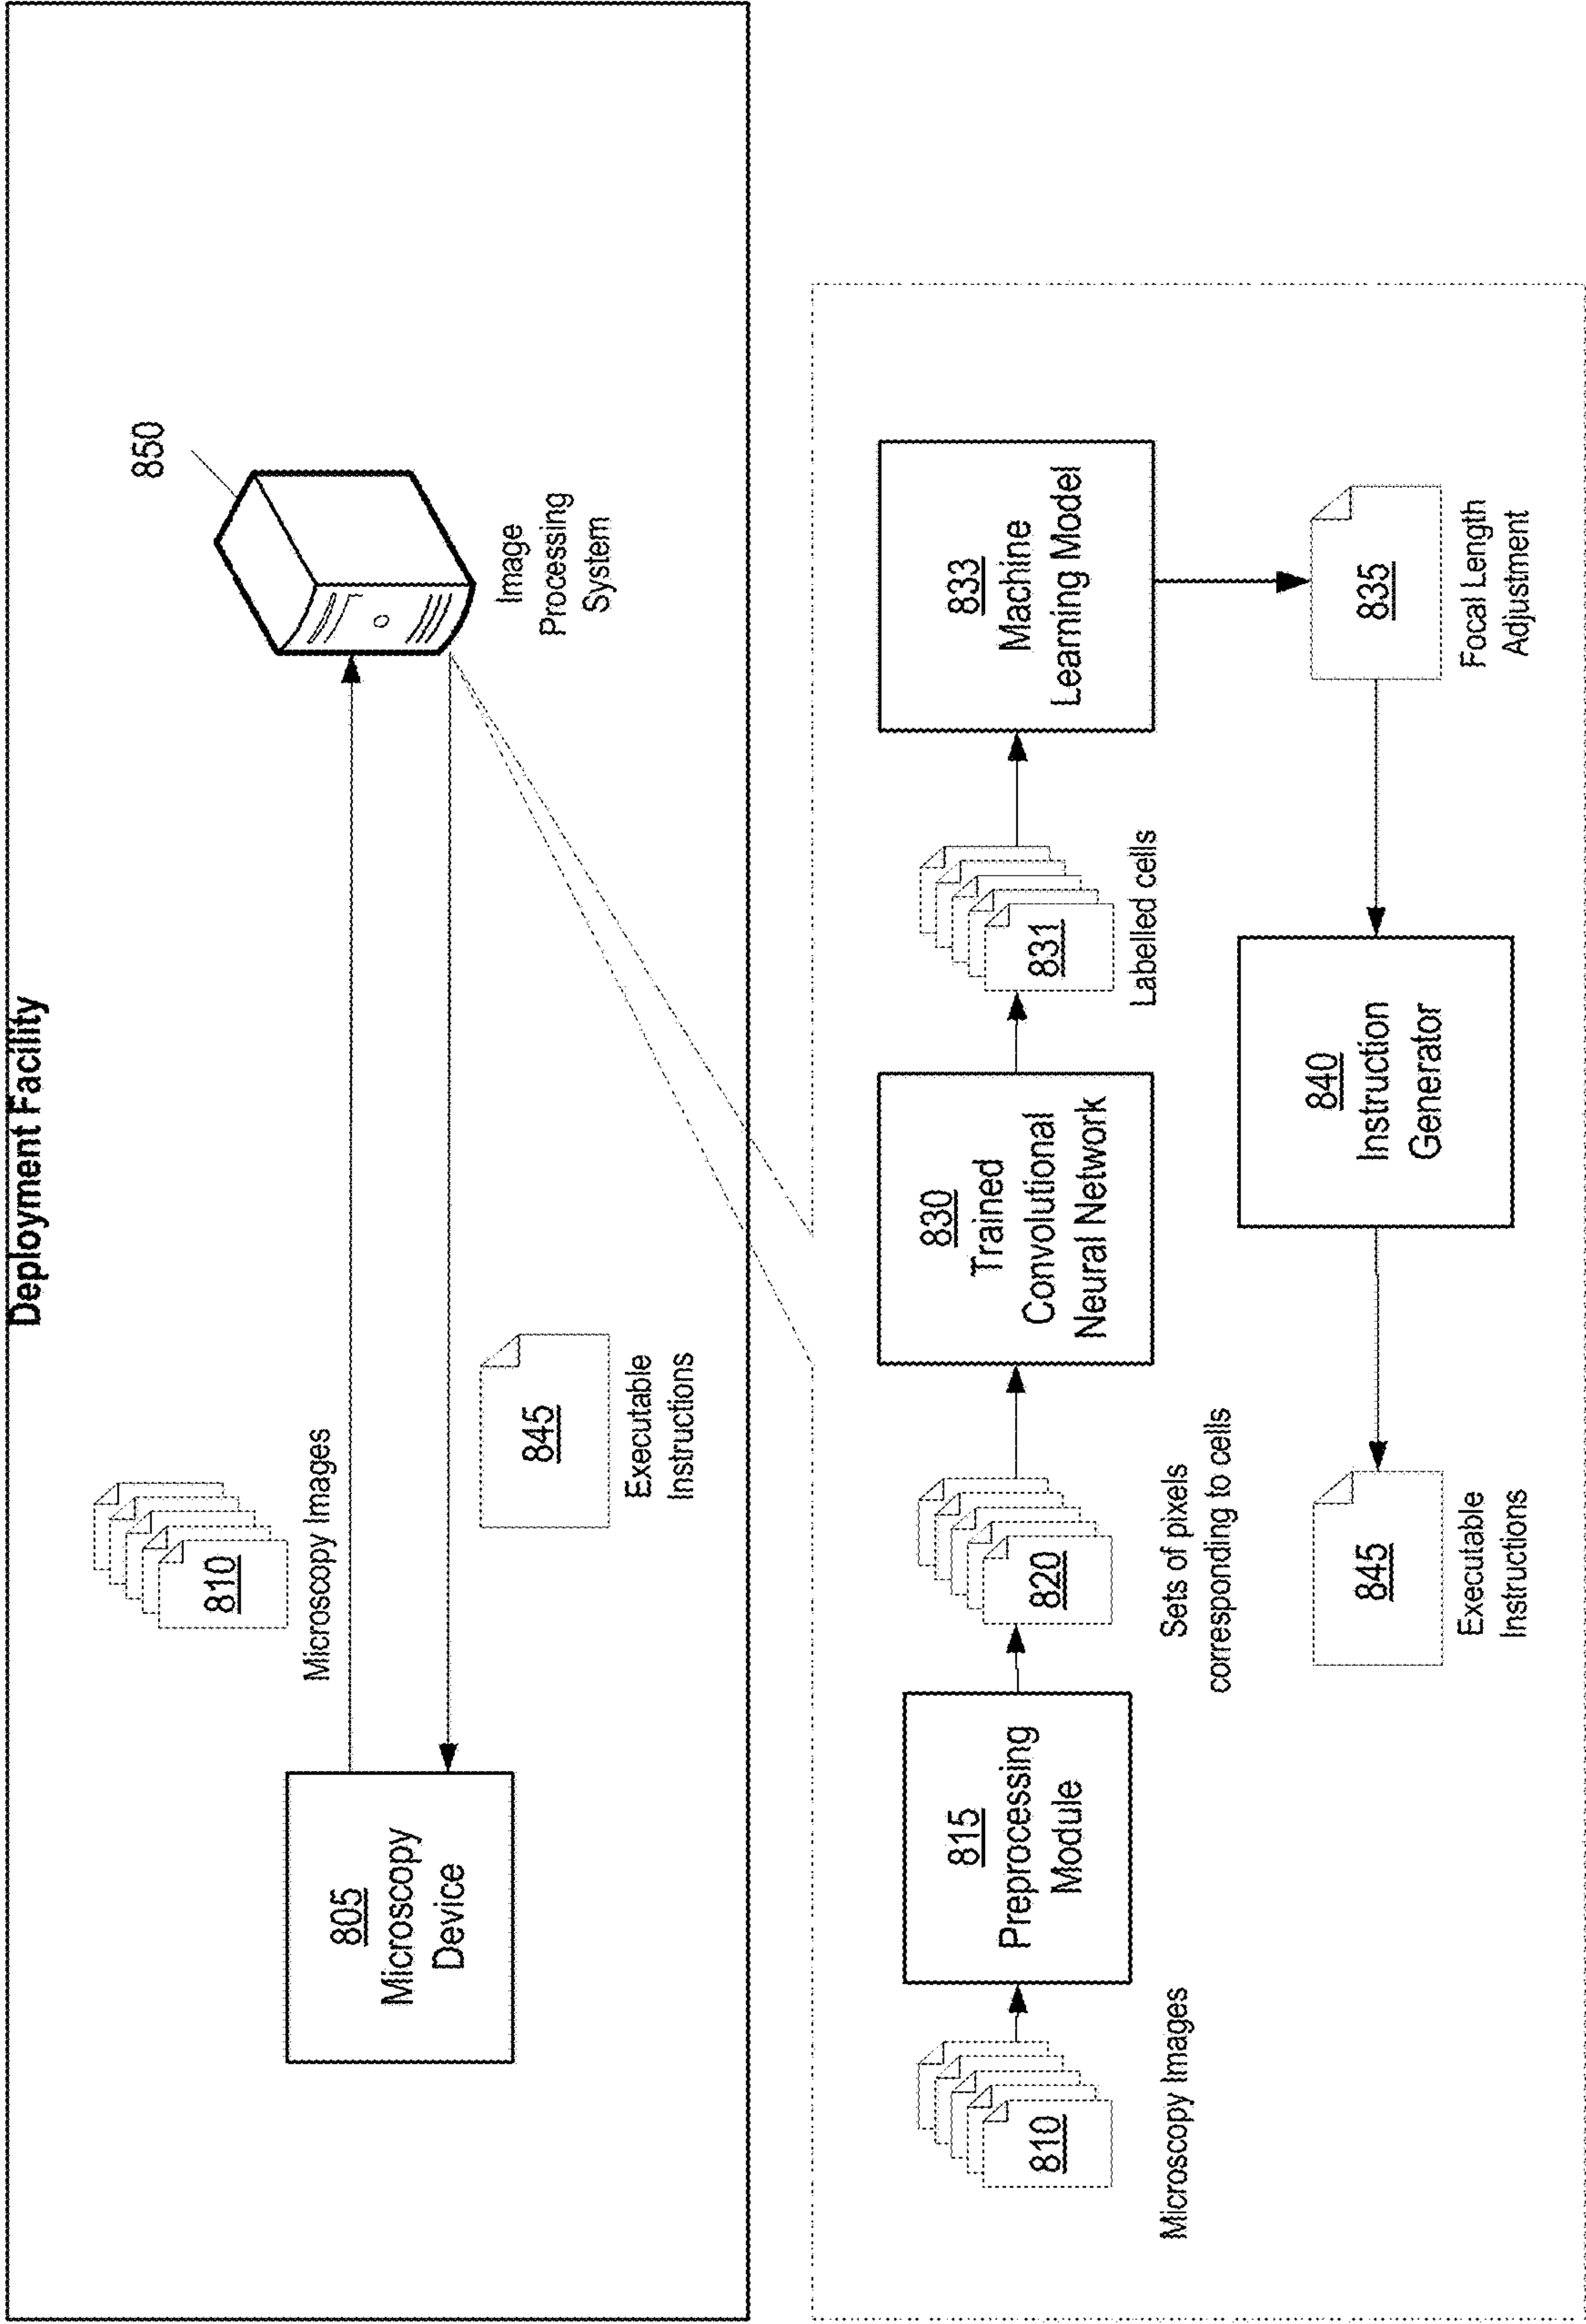 Deployment Facility
810
Microscopy Images
850
805
Microscopy
Device
845
Executable
Instructions
Image
Processing
System
810
Microscopy Images
815
Preprocessing
Module
820
Sets of pixels
corresponding to cells
830
Trained
Convolutional
Neural Network
831
Labelled cells
833
Machine
Learning Model
835
Focal Length
Adjustment
840
Instruction
Generator
845
Executable
Instructions